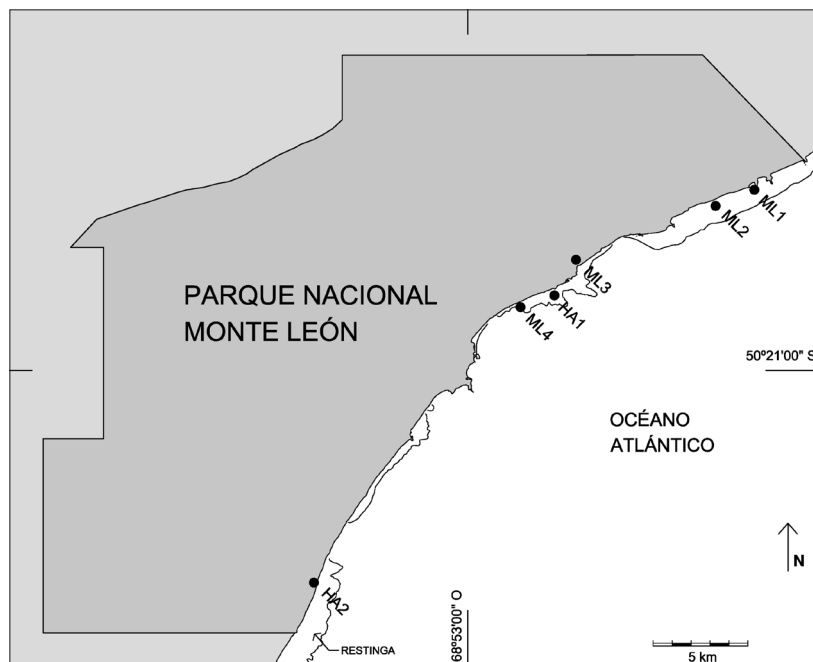 ML1
ML2
ML3
PARQUE NACIONAL
MONTE LEÓN
HA1
ML4
50º21'00" S
OCÉANO
ATLÁNTICO
N
HA2
68º53'00" O
RESTINGA
5 km